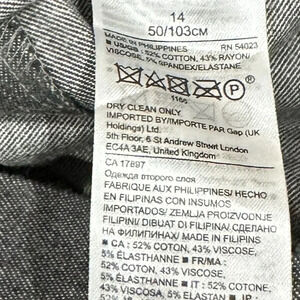 14
50/103CM
MADE IN PHILIPPINES RN 54023
■ US/GB : 52% COTTON, 43% RAYON/
VISCOSE, 5% SPANDEX/ELASTANE
P
1165
DRY CLEAN ONLY
IMPORTED BY/IMPORTE PAR Gap (UK
Holdings) Ltd.
5th Floor, 6 St Andrew Street London
EC4A 3AE, United Kingdom
CA 17897
Одежда второго слоя
FABRIQUE AUX PHILIPPINES/ HECHO
EN FILIPINAS CON INSUMOS
IMPORTADOS/ ZEMLJA PROIZVODNJE
FILIPINI/ DIBUAT DI FILIPINA/ СДЕЛАНО
НА ФИЛИППИНАХ/ MADE IN FILIPINS
■ CA : 52% COTON, 43% VISCOSE,
5% ÉLASTHANNE ■ FR/MA :
52% COTON, 43% VISCOSE, 5%
ÉLASTHANNE ■ IT : 52% COTONE,
43% VISCOSA, 5% ELASTAN